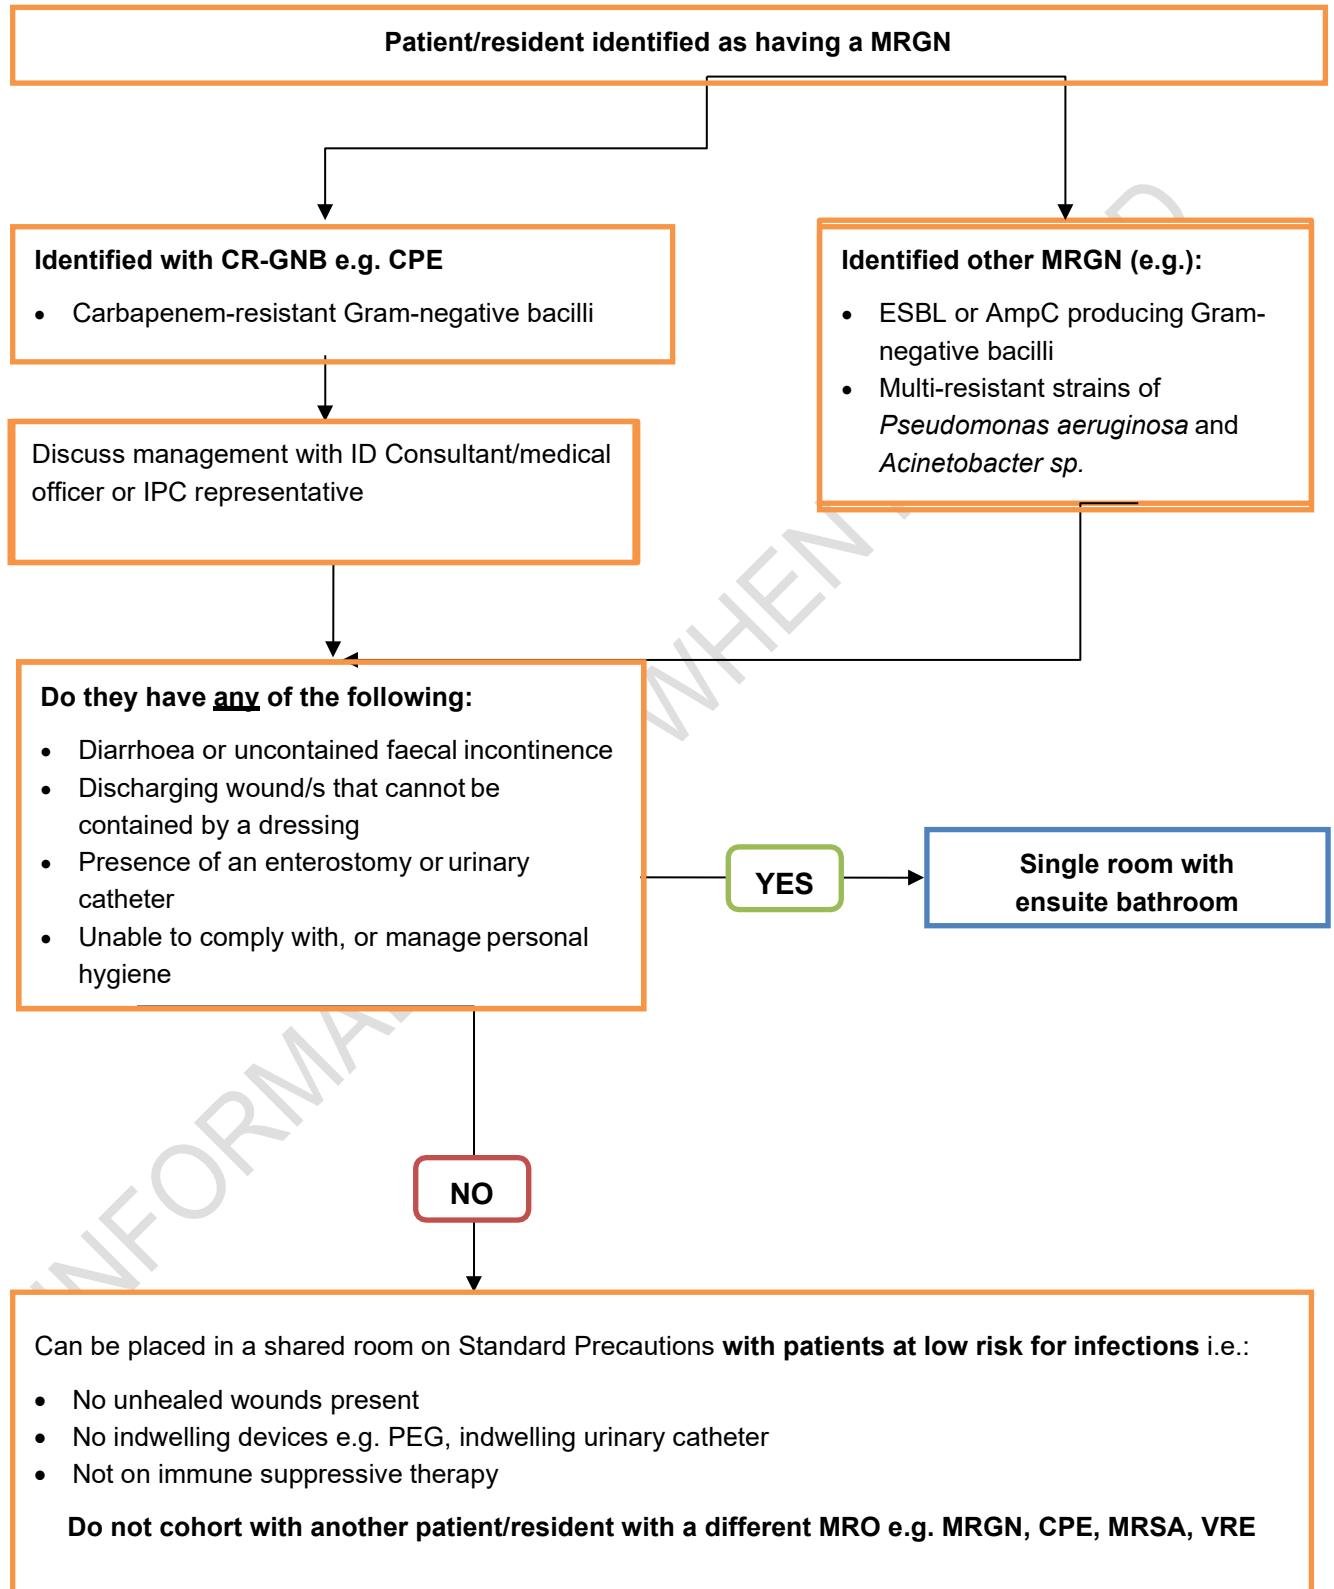 Patient/resident identified as having a MRGN
Identified with CR-GNB e.g. CPE
• Carbapenem-resistant Gram-negative bacilli
Identified other MRGN (e.g.):
• ESBL or AmpC producing Gram-
negative bacilli
• Multi-resistant strains of
Pseudomonas aeruginosa and
Acinetobacter sp.
Discuss management with ID Consultant/medical
officer or IPC representative
Do they have any of the following:
• Diarrhoea or uncontained faecal incontinence
• Discharging wound/s that cannot be
contained by a dressing
• Presence of an enterostomy or urinary
catheter
• Unable to comply with, or manage personal
hygiene
YES
Single room with
ensuite bathroom
NO
Can be placed in a shared room on Standard Precautions with patients at low risk for infections i.e.:
• No unhealed wounds present
• No indwelling devices e.g. PEG, indwelling urinary catheter
• Not on immune suppressive therapy
Do not cohort with another patient/resident with a different MRO e.g. MRGN, CPE, MRSA, VRE
WHEN